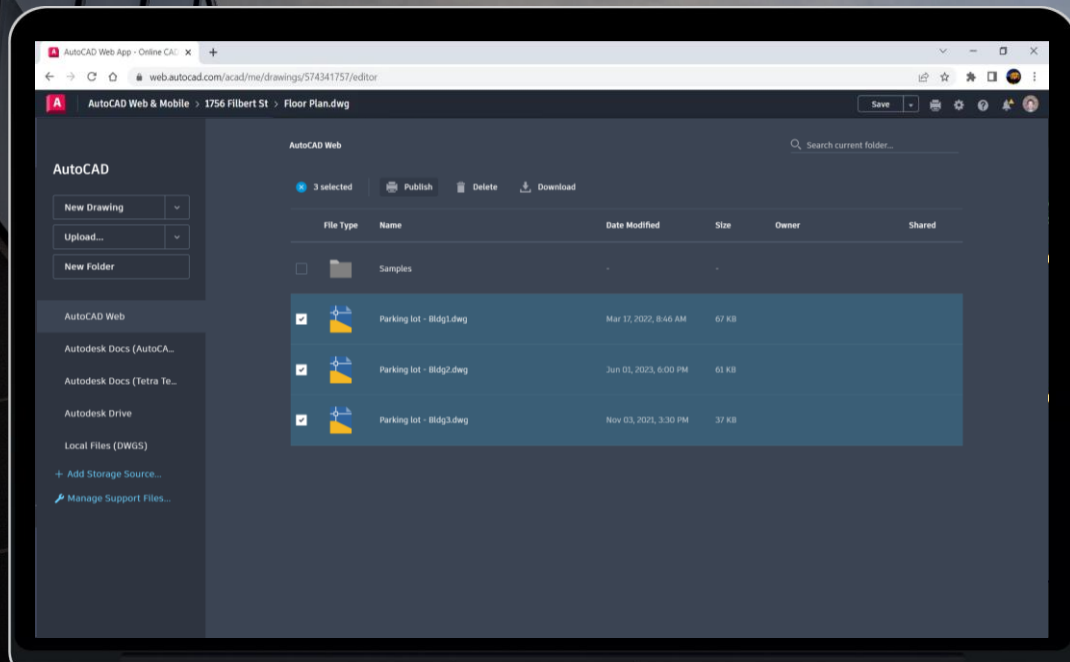 AutoCAD Web App - Online CAD
web.autocad.com/acad/me/drawings/574341757/editor
A AutoCAD Web & Mobile > 1756 Filbert St > Floor Plan.dwg Save
AutoCAD Web Search current folder...
AutoCAD
3 selected Publish Delete Download
New Drawing
File Type Name Date Modified Size Owner Shared
Upload...
New Folder
Samples - -
AutoCAD Web
Parking lot - Bldg1.dwg Mar 17, 2022, 8:46 AM 67 KB
Autodesk Docs (AutoCA...
Parking lot - Bldg2.dwg Jun 01, 2023, 6:00 PM 61 KB
Autodesk Docs (Tetra Te...
Autodesk Drive
Parking lot - Bldg3.dwg Nov 03, 2021, 3:30 PM 37 KB
Local Files (DWGS)
+ Add Storage Source...
Manage Support Files...